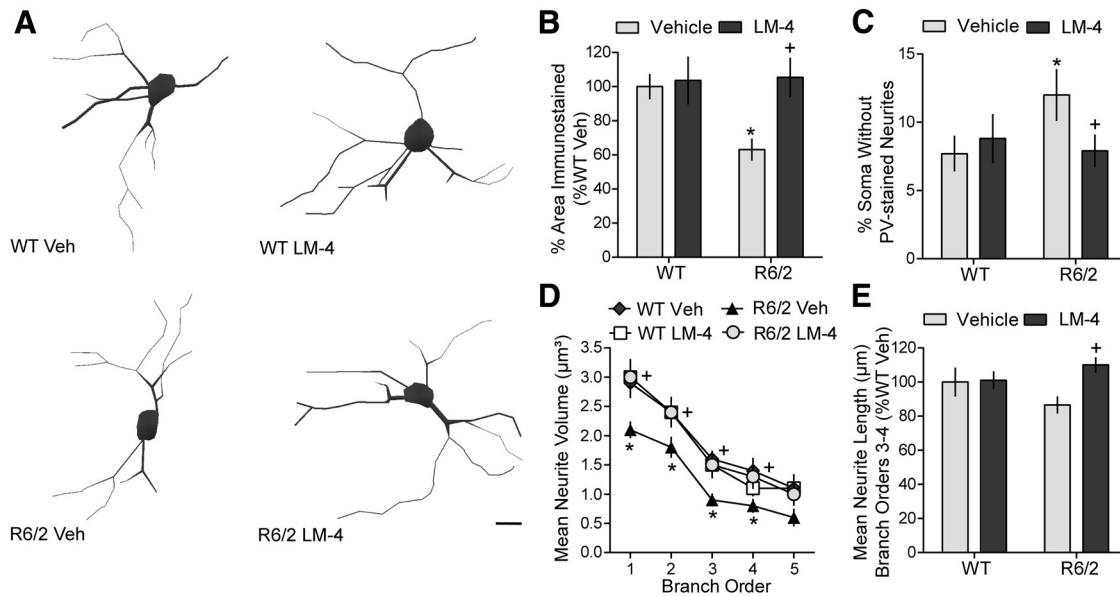 A
WT Veh
WT LM-4
R6/2 Veh
R6/2 LM-4
B
Vehicle LM-4
% Area Immunostained
(%WT Veh)
120
100
80
60
40
20
0
*
+
WT R6/2
C
Vehicle LM-4
% Soma Without
PV-stained Neurites
15
10
5
0
*
+
WT R6/2
D
WT Veh R6/2 Veh
WT LM-4 R6/2 LM-4
Mean Neurite Volume (µm³)
3.5
3.0
2.5
2.0
1.5
1.0
0.5
0.0
+
+
+
+
*
*
*
*
1 2 3 4 5
Branch Order
E
Vehicle LM-4
Mean Neurite Length (µm)
Branch Orders 3-4 (%WT Veh)
120
100
80
60
40
20
0
+
WT R6/2